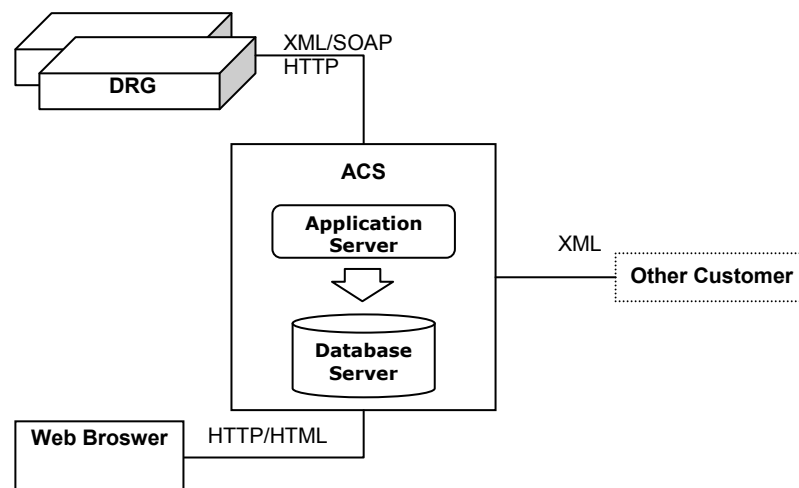 XML/SOAP
HTTP
DRG
ACS
Application
Server
XML
Other Customer
Database
Server
Web Broswer
HTTP/HTML